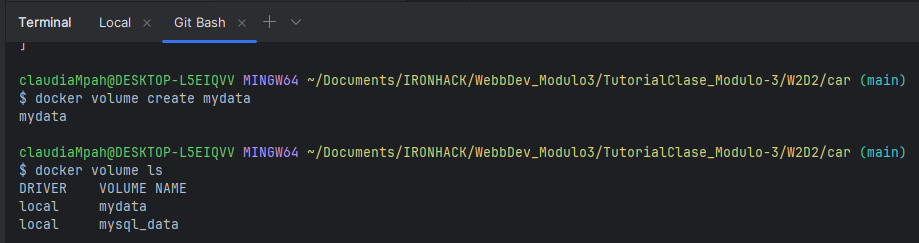 Terminal Local × Git Bash ×
]
claudiaMpah@DESKTOP-L5EIQVV MINGW64 ~/Documents/IRONHACK/WebbDev_Modulo3/TutorialClase_Modulo-3/W2D2/car (main)
$ docker volume create mydata
mydata
claudiaMpah@DESKTOP-L5EIQVV MINGW64 ~/Documents/IRONHACK/WebbDev_Modulo3/TutorialClase_Modulo-3/W2D2/car (main)
$ docker volume ls
DRIVER    VOLUME NAME
local     mydata
local     mysql_data